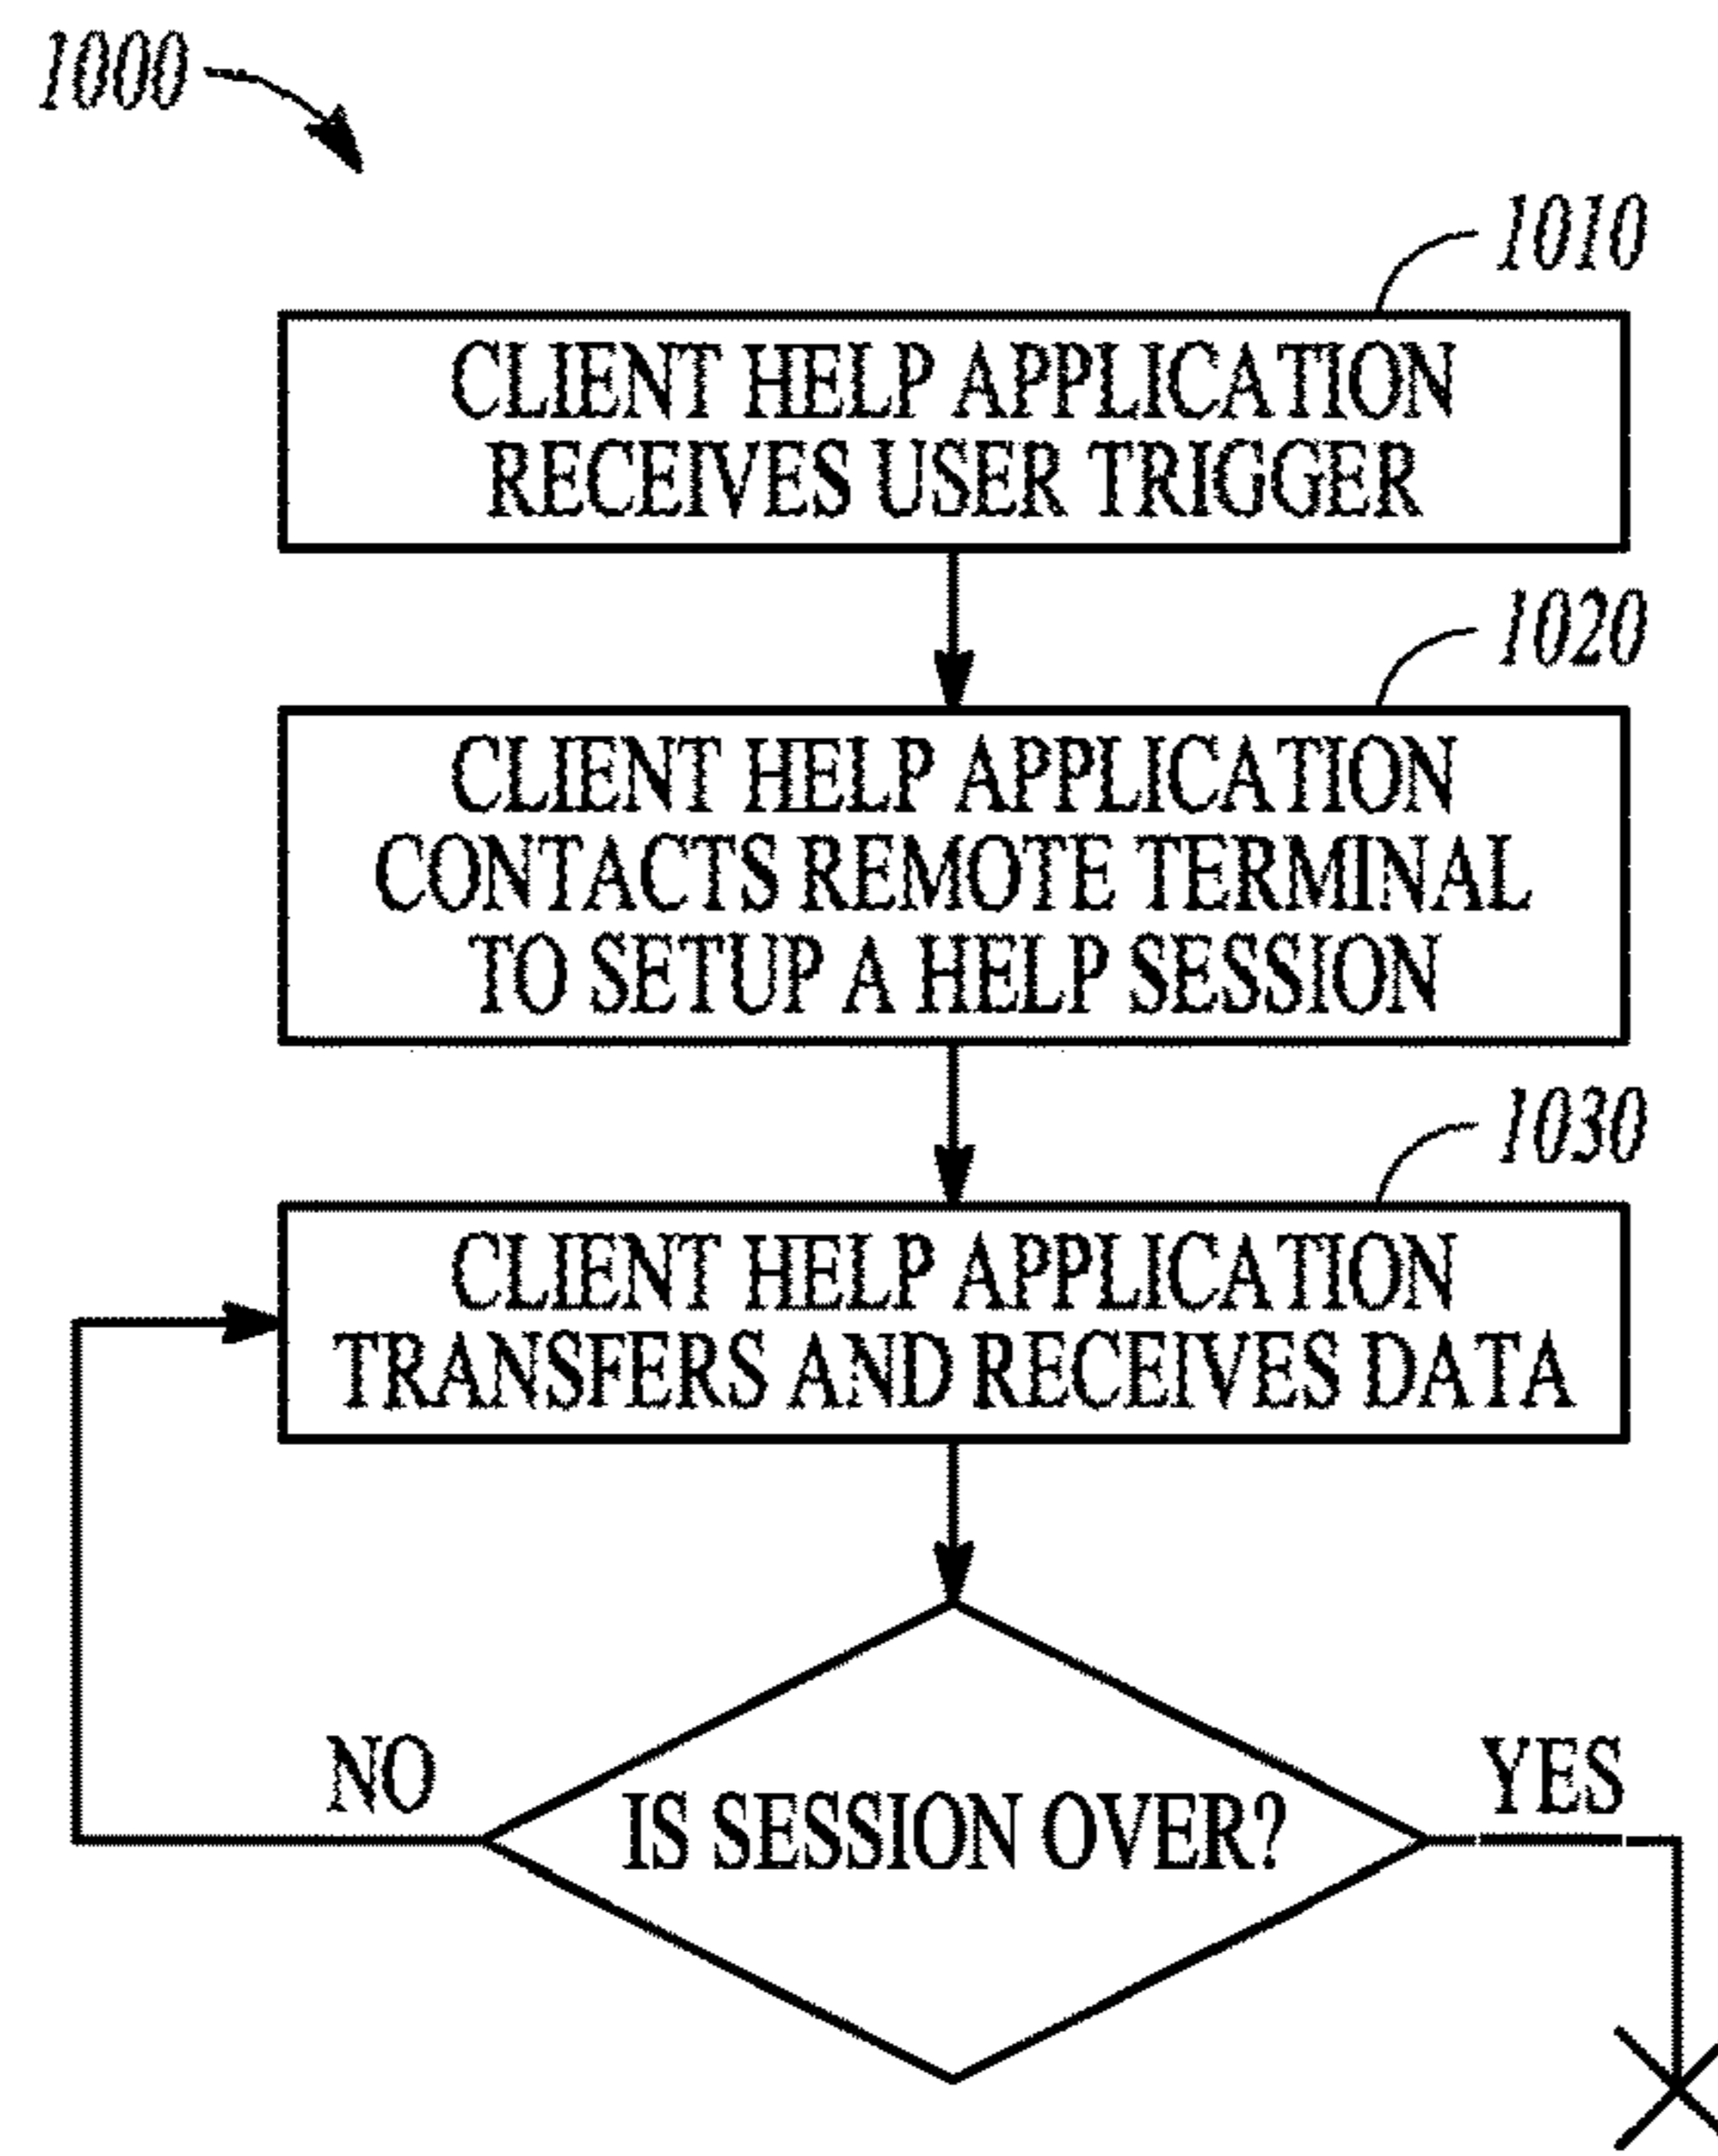 1000
1010
CLIENT HELP APPLICATION
RECEIVES USER TRIGGER
1020
CLIENT HELP APPLICATION
CONTACTS REMOTE TERMINAL
TO SETUP A HELP SESSION
1030
CLIENT HELP APPLICATION
TRANSFERS AND RECEIVES DATA
NO
IS SESSION OVER?
YES